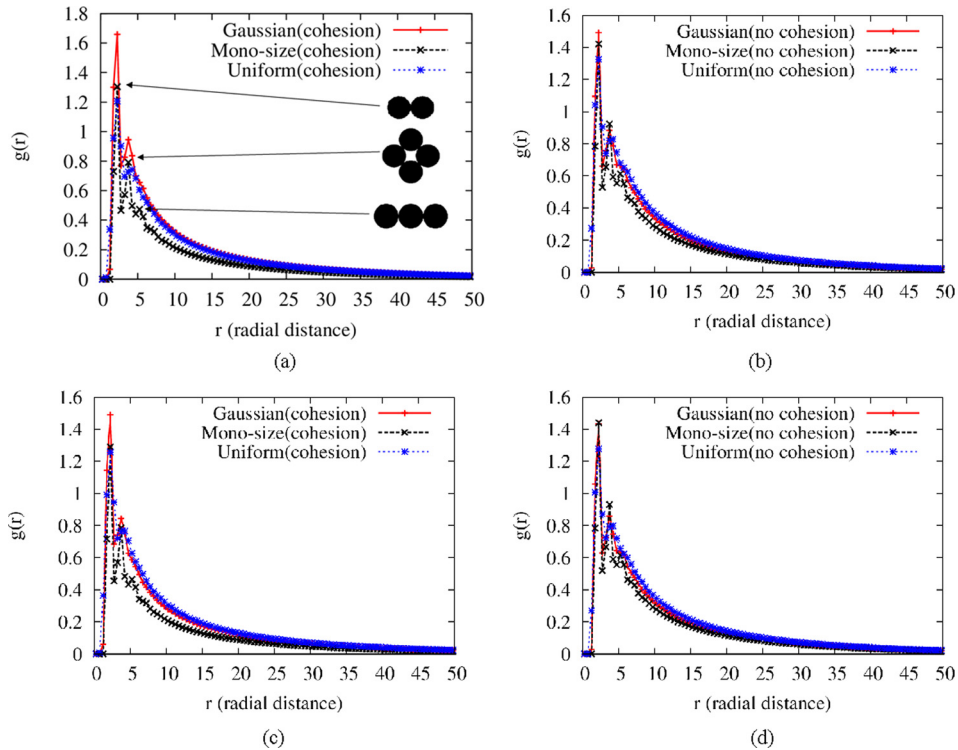 1.8
1.6
1.4
1.2
1
0.8
0.6
0.4
0.2
0
g(r)
Gaussian(cohesion)
Mono-size(cohesion)
Uniform(cohesion)
0 5 10 15 20 25 30 35 40 45 50
r (radial distance)
(a)
1.6
1.4
1.2
1
0.8
0.6
0.4
0.2
0
g(r)
Gaussian(no cohesion)
Mono-size(no cohesion)
Uniform(no cohesion)
0 5 10 15 20 25 30 35 40 45 50
r (radial distance)
(b)
1.6
1.4
1.2
1
0.8
0.6
0.4
0.2
0
g(r)
Gaussian(cohesion)
Mono-size(cohesion)
Uniform(cohesion)
0 5 10 15 20 25 30 35 40 45 50
r (radial distance)
(c)
1.6
1.4
1.2
1
0.8
0.6
0.4
0.2
0
g(r)
Gaussian(no cohesion)
Mono-size(no cohesion)
Uniform(no cohesion)
0 5 10 15 20 25 30 35 40 45 50
r (radial distance)
(d)